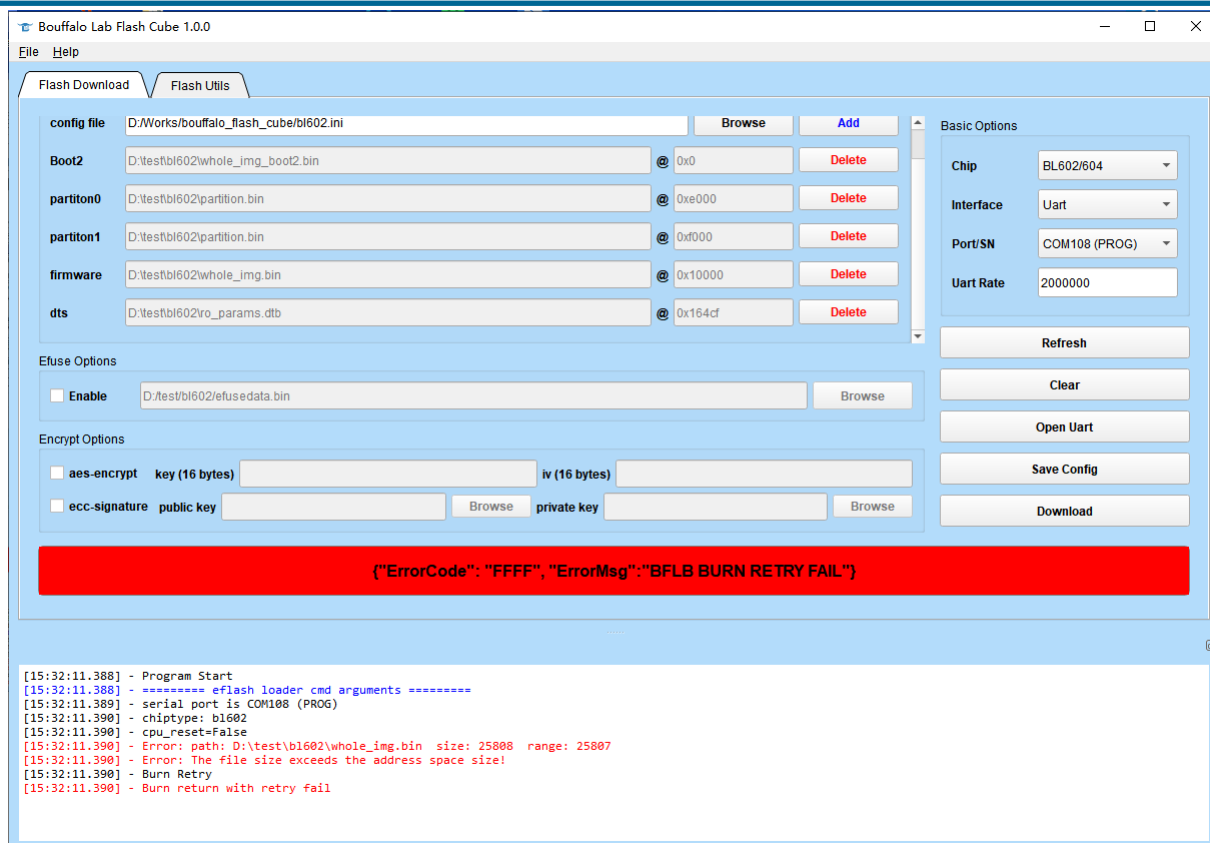 Bouffalo Lab Flash Cube 1.0.0
File Help
Flash Download Flash Utils
config file D:/Works/bouffalo_flash_cube/bl602.ini Browse Add
Boot2 D:\test\bl602\whole_img_boot2.bin @ 0x0 Delete
partiton0 D:\test\bl602\partition.bin @ 0xe000 Delete
partiton1 D:\test\bl602\partition.bin @ 0xf000 Delete
firmware D:\test\bl602\whole_img.bin @ 0x10000 Delete
dts D:\test\bl602\ro_params.dtb @ 0x164cf Delete
Efuse Options
Enable D:/test/bl602/efusedata.bin Browse
Encrypt Options
aes-encrypt key (16 bytes) iv (16 bytes)
ecc-signature public key Browse private key Browse
Basic Options
Chip BL602/604
Interface Uart
Port/SN COM108 (PROG)
Uart Rate 2000000
Refresh
Clear
Open Uart
Save Config
Download
{"ErrorCode": "FFFF", "ErrorMsg":"BFLB BURN RETRY FAIL"}
[15:32:11.388] - Program Start
[15:32:11.388] - ========= eflash loader cmd arguments =========
[15:32:11.389] - serial port is COM108 (PROG)
[15:32:11.390] - chiptype: bl602
[15:32:11.390] - cpu_reset=False
[15:32:11.390] - Error: path: D:\test\bl602\whole_img.bin  size: 25808  range: 25807
[15:32:11.390] - Error: The file size exceeds the address space size!
[15:32:11.390] - Burn Retry
[15:32:11.390] - Burn return with retry fail